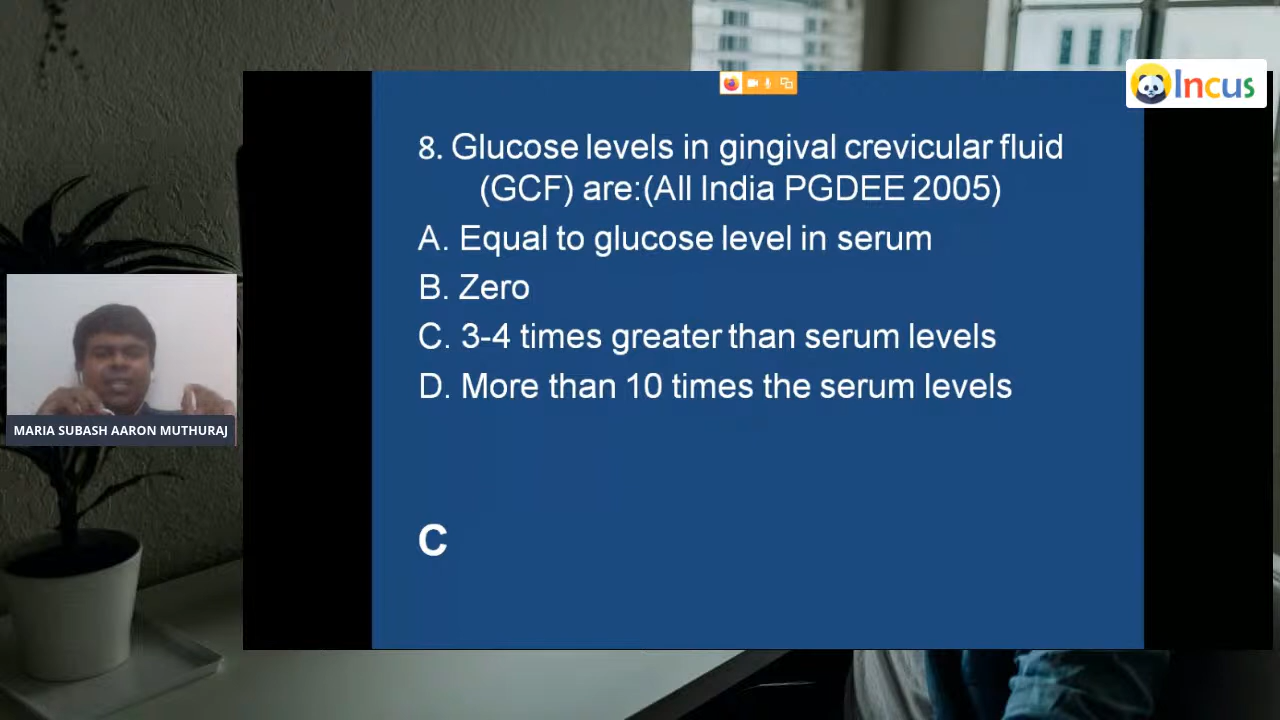 Incus
8. Glucose levels in gingival crevicular fluid
(GCF) are:(All India PGDEE 2005)
A. Equal to glucose level in serum
B. Zero
C. 3-4 times greater than serum levels
D. More than 10 times the serum levels
MARIA SUBASH AARON MUTHURAJ
C